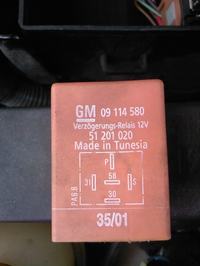 GM 09 114 580
Verzögerungs-Relais 12V
51 201 020
Made in Tunesia
P
31 58 S
30
PA6.6
35/01